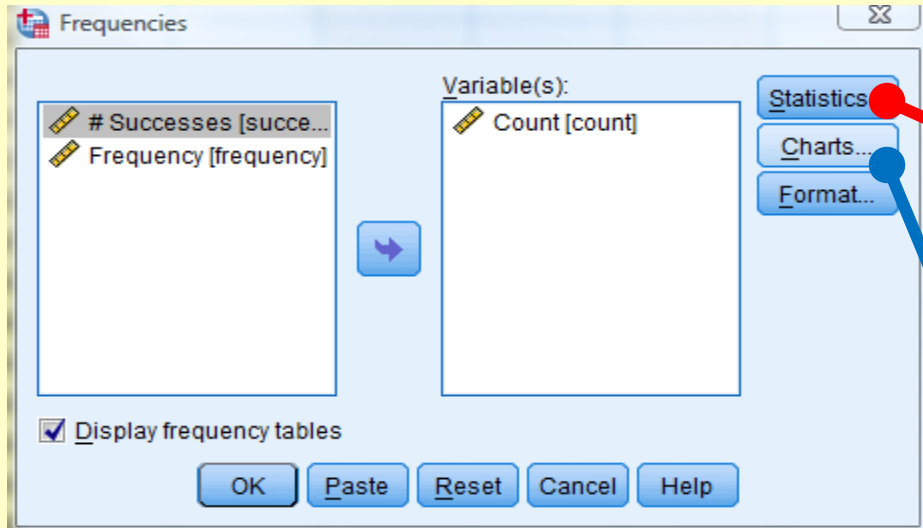 Frequencies
Variable(s):
# Successes [succe...
Frequency [frequency]
Count [count]
Statistics
Charts...
Format...
Display frequency tables
OK Paste Reset Cancel Help